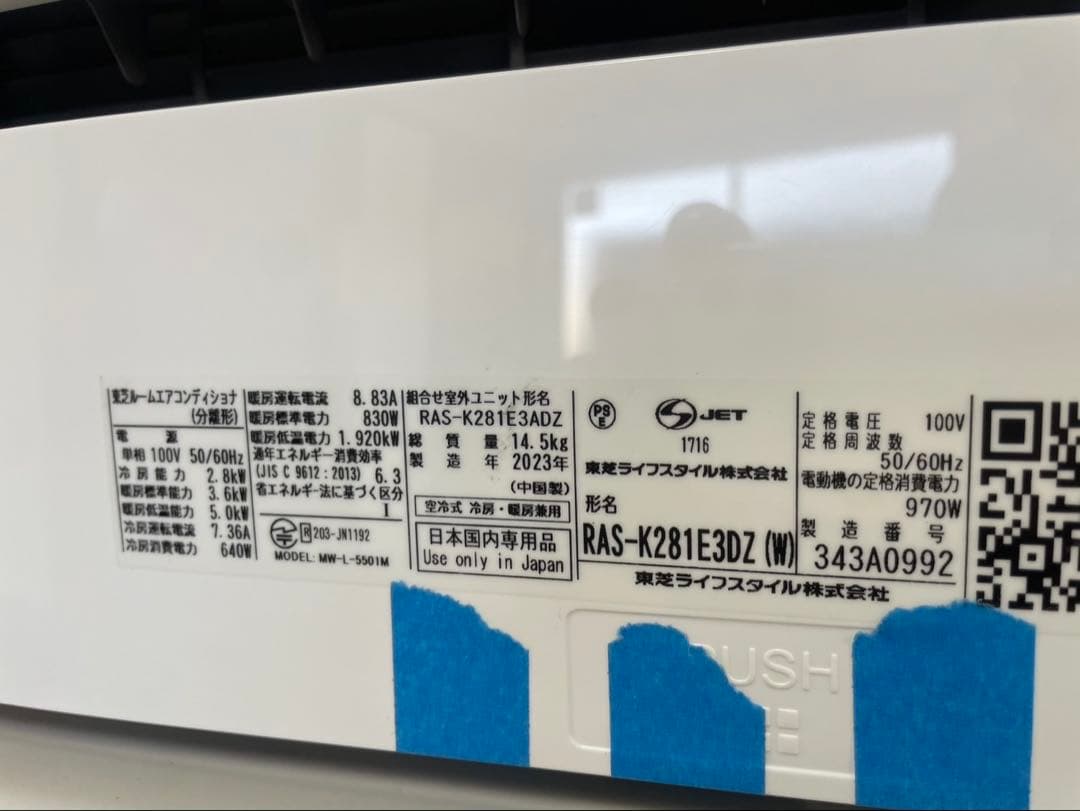 東芝ルームエアコンディショナ
(分離形)
電 源
単相 100V 50/60Hz
冷房能力 2.8kW
暖房標準能力 3.6kW
暖房低温能力 5.0kW
冷房運転電流 7.36A
冷房消費電力 640W
暖房運転電流 8.83A
暖房標準電力 830W
暖房低温電力 1.920kW
通年エネルギー消費効率
(JIS C 9612:2013) 6.3
省エネルギー法に基づく区分
I
R 203-JN1192
MODEL: MW-L-5501M
組合せ室外ユニット形名
RAS-K281E3ADZ
総質量 14.5kg
製造年 2023年
(中国製)
空冷式 冷房・暖房兼用
日本国内専用品
Use only in Japan
PS
E
JET
1716
東芝ライフスタイル株式会社
形名
RAS-K281E3DZ(W)
東芝ライフスタイル株式会社
定格電圧 100V
定格周波数
50/60Hz
電動機の定格消費電力
970W
製造番号
343A0992
PUSH